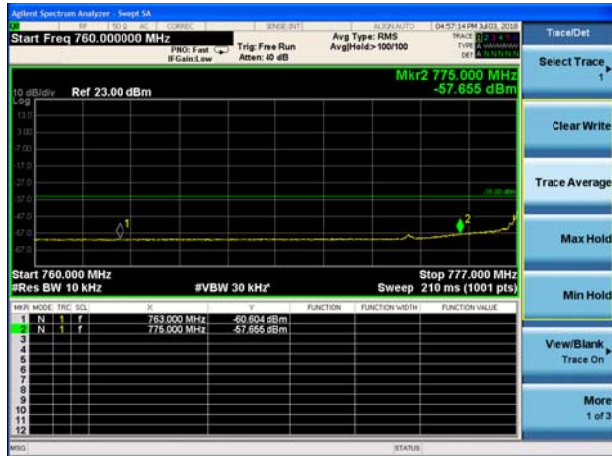 Agilent Spectrum Analyzer - Swept SA
RF 50 Ω AC CORREC SENSE:INT ALIGN AUTO 04:57:14 PM Jul 03, 2018
Start Freq 760.000000 MHz
PNO: Fast
IFGain:Low
Trig: Free Run
Atten: 40 dB
Avg Type: RMS
Avg|Hold:> 100/100
TRACE 1 2 3 4 5 6
TYPE
DET A N N N N N
Mkr2 775.000 MHz
-57.655 dBm
10 dB/div Ref 23.00 dBm
Log
13.0
3.00
-7.00
-17.0
-27.0
-37.0
-47.0
-57.0
-67.0
-35.00 dBm
1
2
Start 760.000 MHz
Stop 777.000 MHz
#Res BW 10 kHz
#VBW 30 kHz*
Sweep 210 ms (1001 pts)
MKR MODE TRC SCL X Y FUNCTION FUNCTION WIDTH FUNCTION VALUE
1 N 1 f 763.000 MHz -60.604 dBm
2 N 1 f 775.000 MHz -57.655 dBm
3
4
5
6
7
8
9
10
11
12
MSG
STATUS
Trace/Det
Select Trace
1
Clear Write
Trace Average
Max Hold
Min Hold
View/Blank
Trace On
More
1 of 3